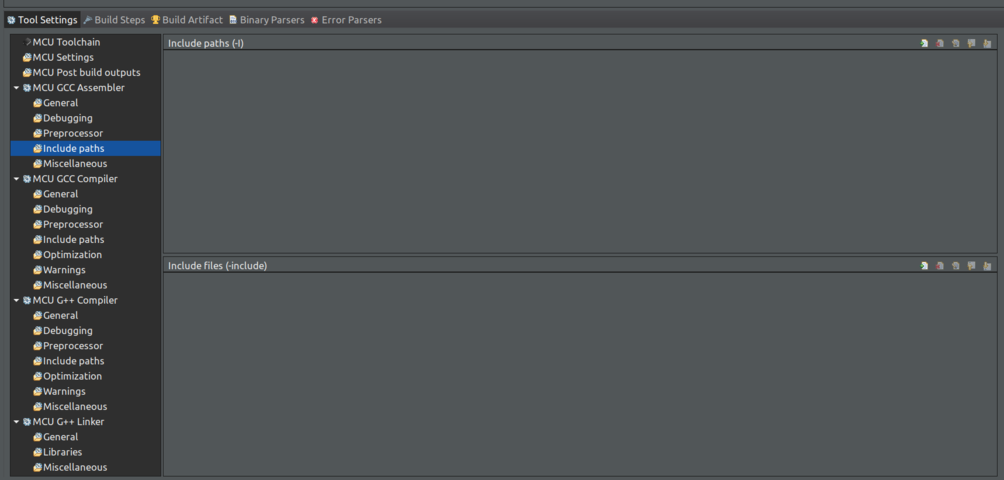 Tool Settings Build Steps Build Artifact Binary Parsers Error Parsers
MCU Toolchain
MCU Settings
MCU Post build outputs
MCU GCC Assembler
General
Debugging
Preprocessor
Include paths
Miscellaneous
MCU GCC Compiler
General
Debugging
Preprocessor
Include paths
Optimization
Warnings
Miscellaneous
MCU G++ Compiler
General
Debugging
Preprocessor
Include paths
Optimization
Warnings
Miscellaneous
MCU G++ Linker
General
Libraries
Miscellaneous
Include paths (-I)
Include files (-include)